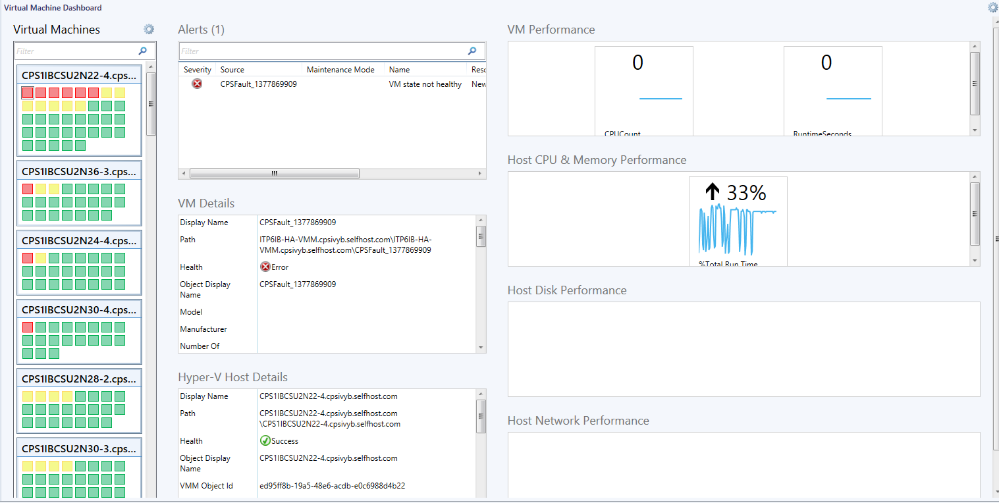 Virtual Machine Dashboard
Virtual Machines
Filter
CPS1IBCSU2N22-4.cps...
CPS1IBCSU2N36-3.cps...
CPS1IBCSU2N24-4.cps...
CPS1IBCSU2N30-4.cps...
CPS1IBCSU2N28-2.cps...
CPS1IBCSU2N30-3.cps...
Alerts (1)
Filter
Severity Source Maintenance Mode Name Reso
CPSFault_1377869909 VM state not healthy New
VM Details
Display Name CPSFault_1377869909
Path ITP6IB-HA-VMM.cpsivyb.selfhost.com\ITP6IB-HA-
VMM.cpsivyb.selfhost.com\CPSFault_1377869909
Health Error
Object Display CPSFault_1377869909
Name
Model
Manufacturer
Number Of
Hyper-V Host Details
Display Name CPS1IBCSU2N22-4.cpsivyb.selfhost.com
Path CPS1IBCSU2N22-4.cpsivyb.selfhost.com
\CPS1IBCSU2N22-4.cpsivyb.selfhost.com
Health Success
Object Display CPS1IBCSU2N22-4.cpsivyb.selfhost.com
Name
VMM Object Id ed95ff8b-19a5-48e6-acdb-e0c6988d4b22
VM Performance
0 0
CPUCount RuntimeSeconds
Host CPU & Memory Performance
33%
%Total Run Time
Host Disk Performance
Host Network Performance